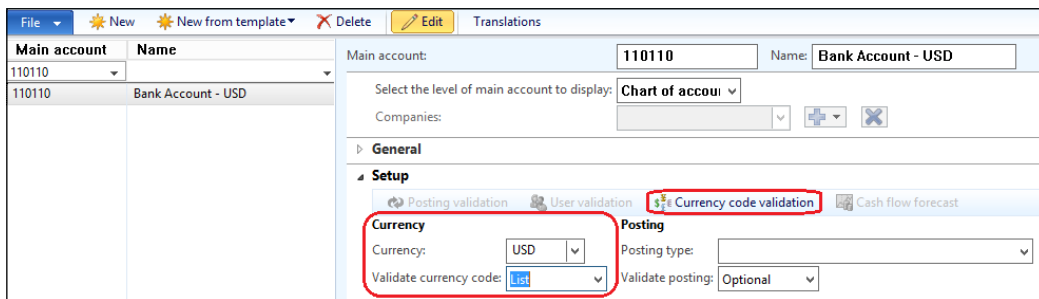 File New New from template Delete Edit Translations
Main account Name
110110
110110 Bank Account - USD
Main account: 110110 Name: Bank Account - USD
Select the level of main account to display: Chart of accou
Companies:
General
Setup
Posting validation User validation Currency code validation Cash flow forecast
Currency Posting
Currency: USD Posting type:
Validate currency code: List Validate posting: Optional